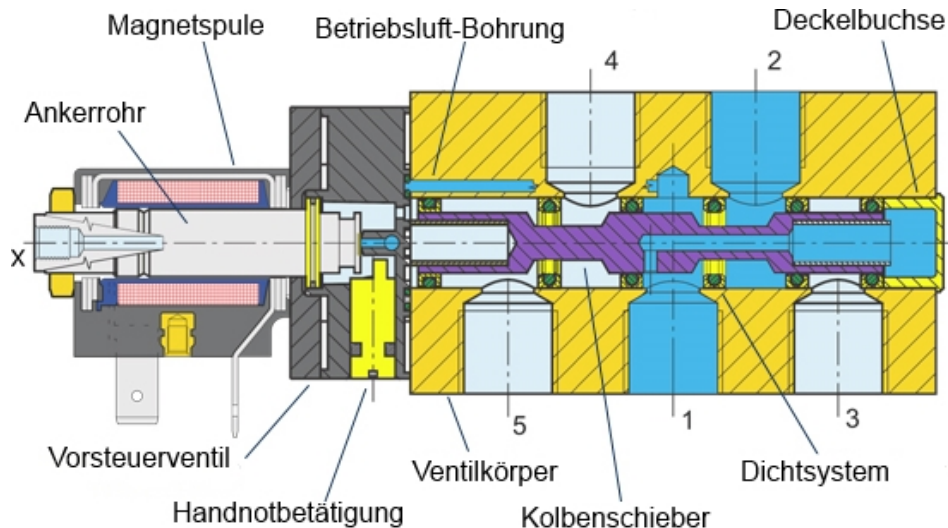 Magnetspule
Betriebsluft-Bohrung
Deckelbuchse
4
2
Ankerrohr
x
5
1
3
Vorsteuerventil
Ventilkörper
Dichtsystem
Handnotbetätigung
Kolbenschieber